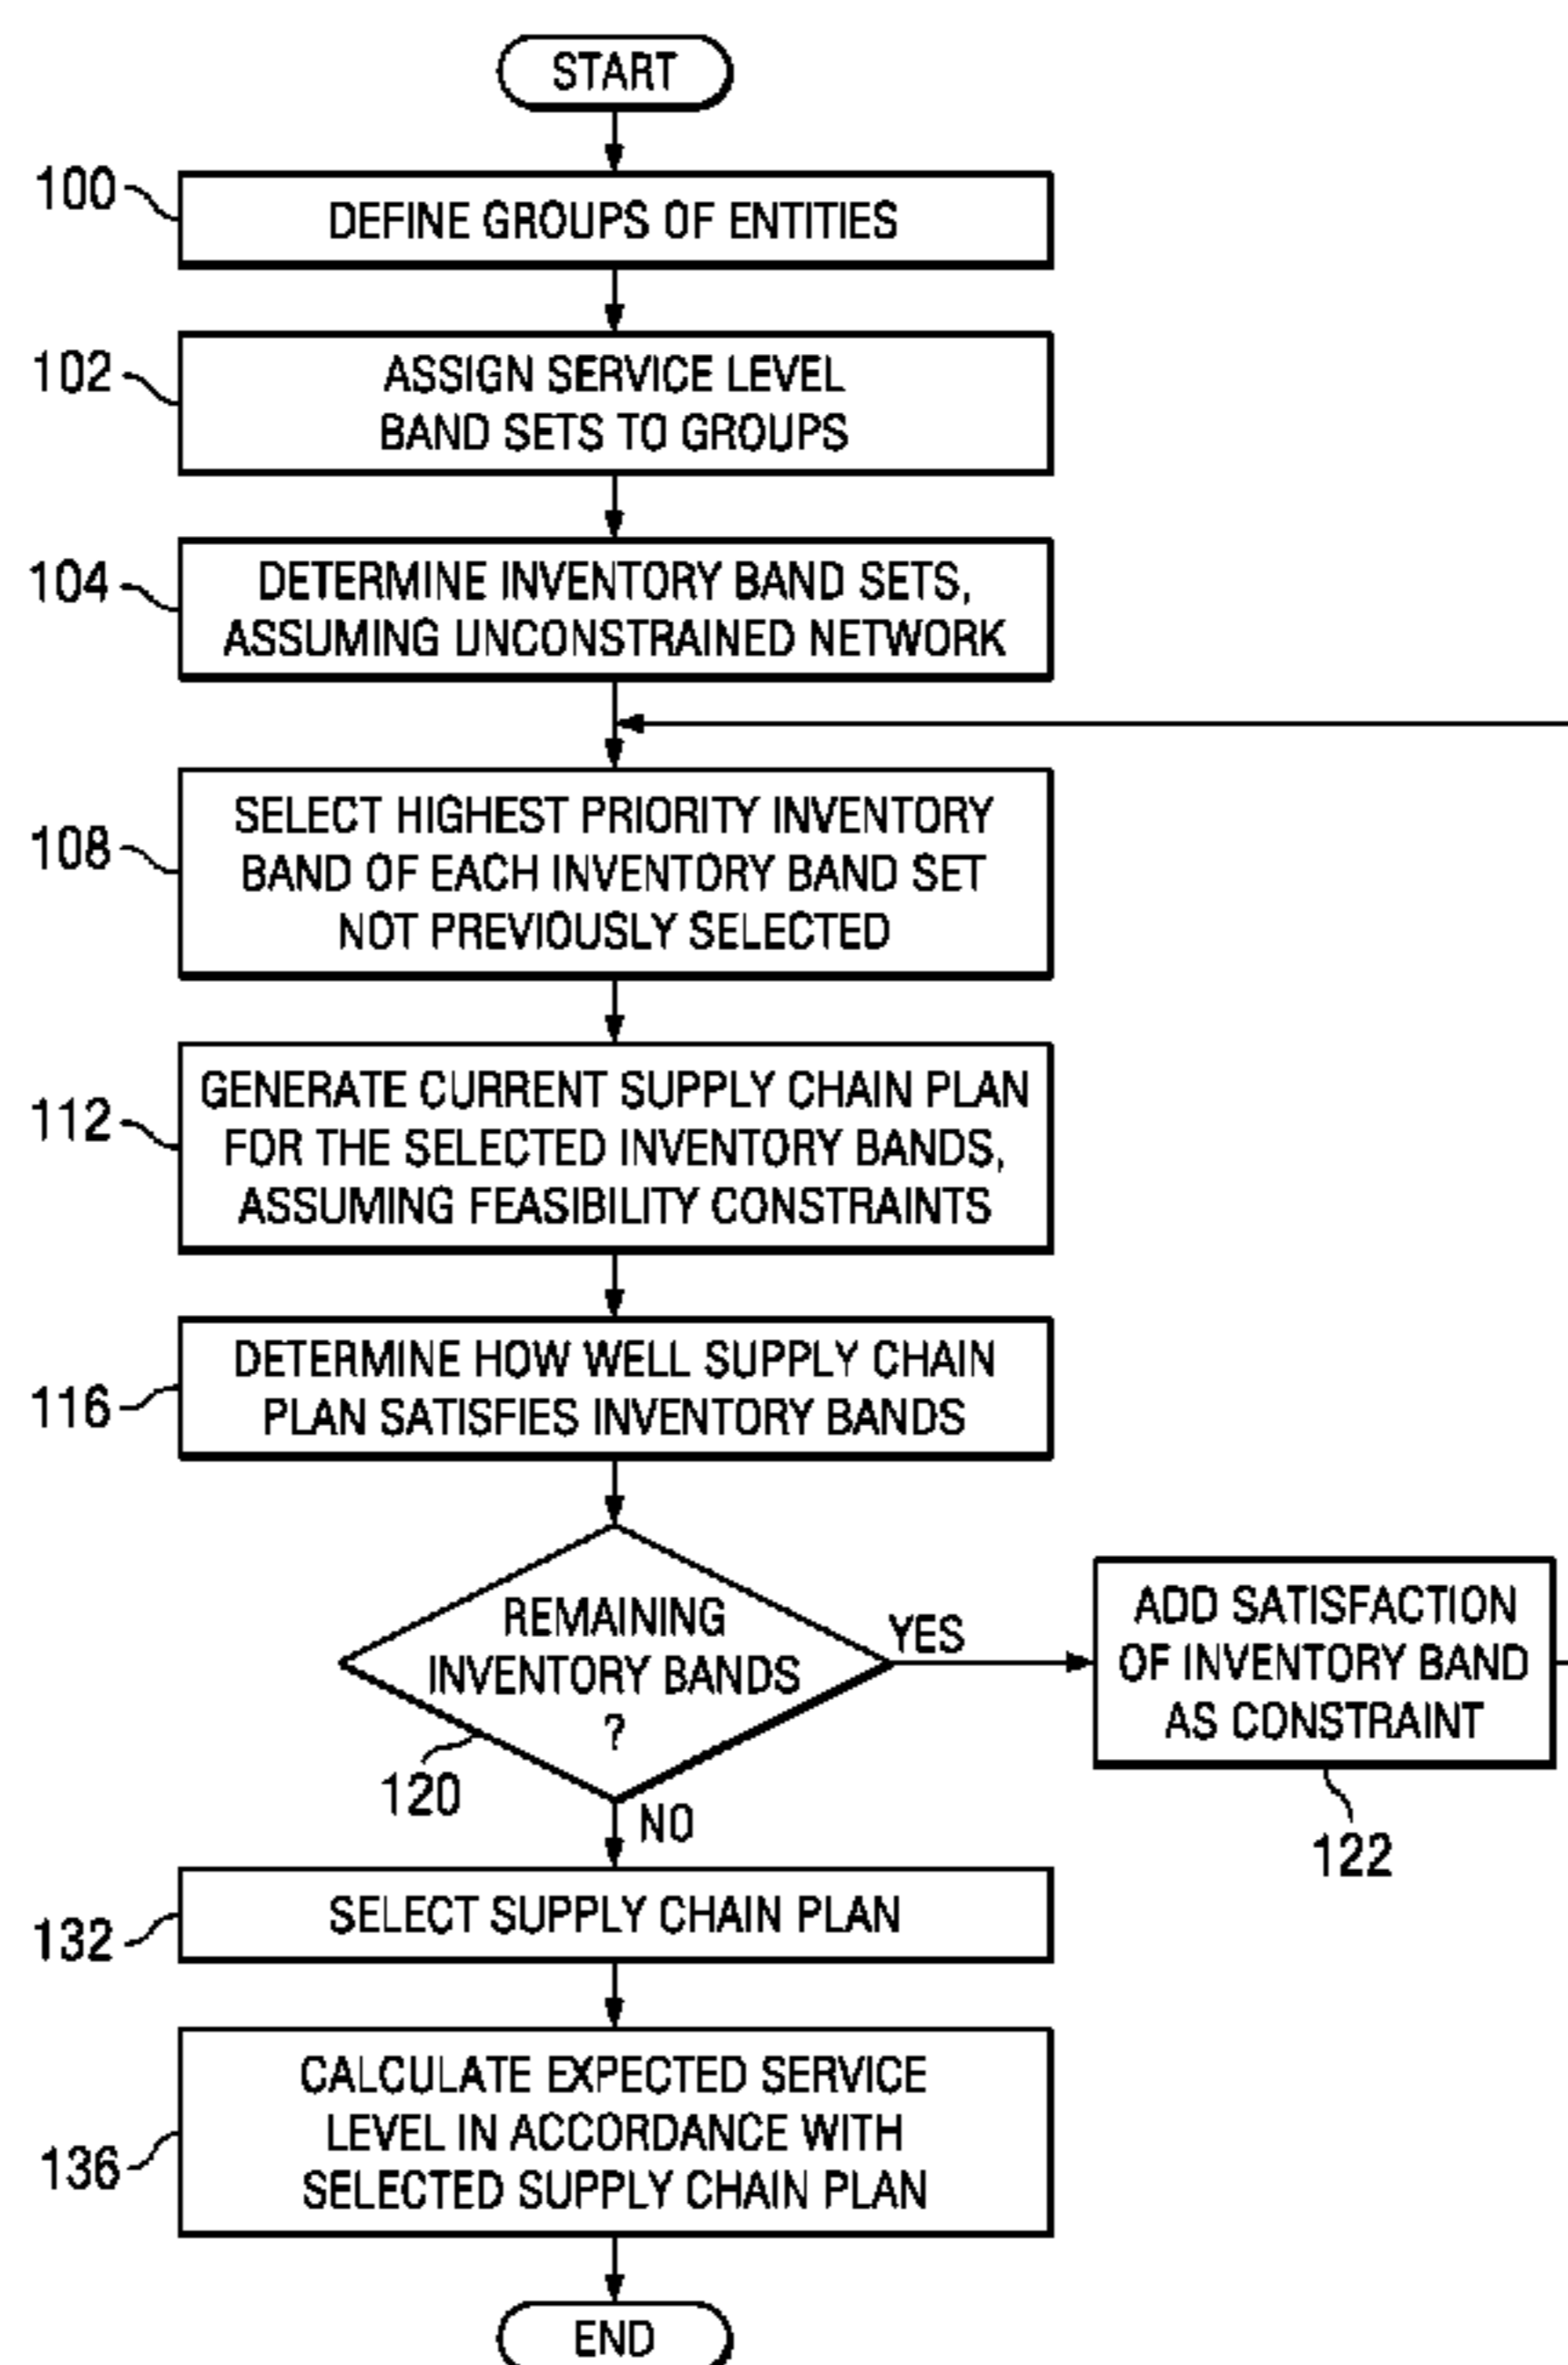 START
100
DEFINE GROUPS OF ENTITIES
102
ASSIGN SERVICE LEVEL
BAND SETS TO GROUPS
104
DETERMINE INVENTORY BAND SETS,
ASSUMING UNCONSTRAINED NETWORK
108
SELECT HIGHEST PRIORITY INVENTORY
BAND OF EACH INVENTORY BAND SET
NOT PREVIOUSLY SELECTED
112
GENERATE CURRENT SUPPLY CHAIN PLAN
FOR THE SELECTED INVENTORY BANDS,
ASSUMING FEASIBILITY CONSTRAINTS
116
DETERMINE HOW WELL SUPPLY CHAIN
PLAN SATISFIES INVENTORY BANDS
REMAINING
INVENTORY BANDS
?
120
YES
ADD SATISFACTION
OF INVENTORY BAND
AS CONSTRAINT
122
NO
132
SELECT SUPPLY CHAIN PLAN
136
CALCULATE EXPECTED SERVICE
LEVEL IN ACCORDANCE WITH
SELECTED SUPPLY CHAIN PLAN
END